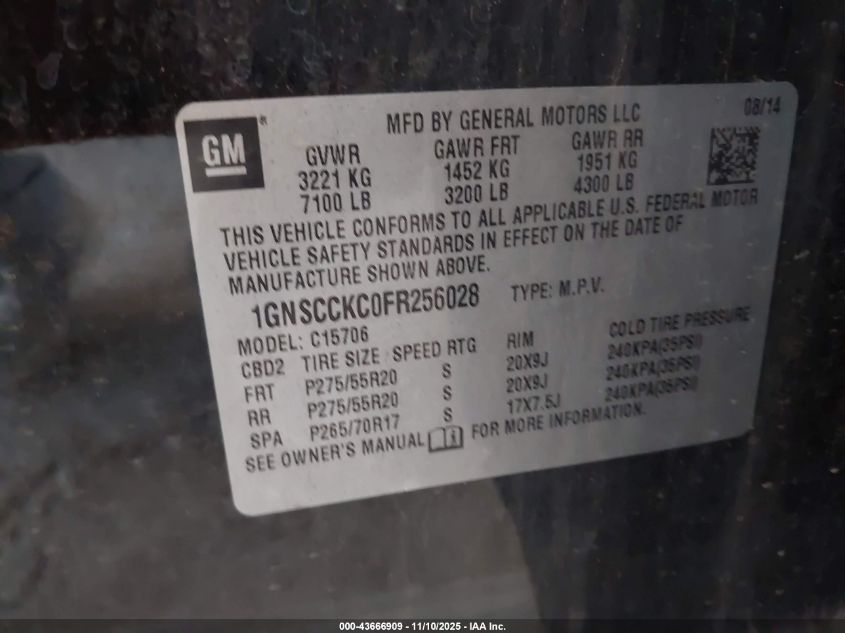 GM
®
MFD BY GENERAL MOTORS LLC
08/14
GVWR GAWR FRT GAWR RR
3221 KG 1452 KG 1951 KG
7100 LB 3200 LB 4300 LB
THIS VEHICLE CONFORMS TO ALL APPLICABLE U.S. FEDERAL MOTOR
VEHICLE SAFETY STANDARDS IN EFFECT ON THE DATE OF
MANUFACTURE SHOWN ABOVE.
1GNSCCKC0FR256028 TYPE: M.P.V.
MODEL: C15706
CBD2 TIRE SIZE SPEED RTG RIM COLD TIRE PRESSURE
FRT P275/55R20 S 20X9J 240KPA(35PSI)
RR P275/55R20 S 20X9J 240KPA(35PSI)
SPA P265/70R17 S 17X7.5J 240KPA(35PSI)
SEE OWNER'S MANUAL FOR MORE INFORMATION.
000-43666909 - 11/10/2025 - IAA Inc.